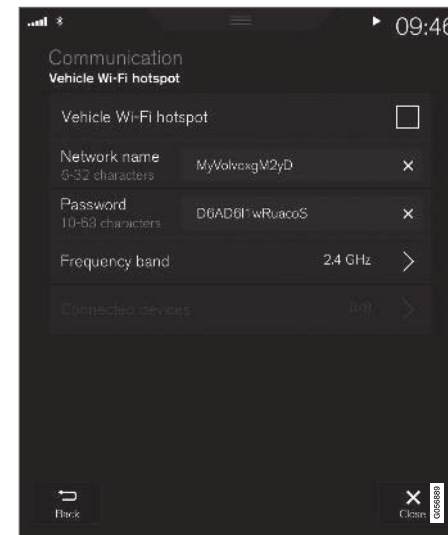 09:46
Communication
Vehicle Wi-Fi hotspot
Vehicle Wi-Fi hotspot
Network name
6-32 characters
MyVolvoxgM2yD
Password
10-63 characters
D6AD6l1wRuacoS
Frequency band
2.4 GHz
Connected devices
0/8
Back
Close
G056889